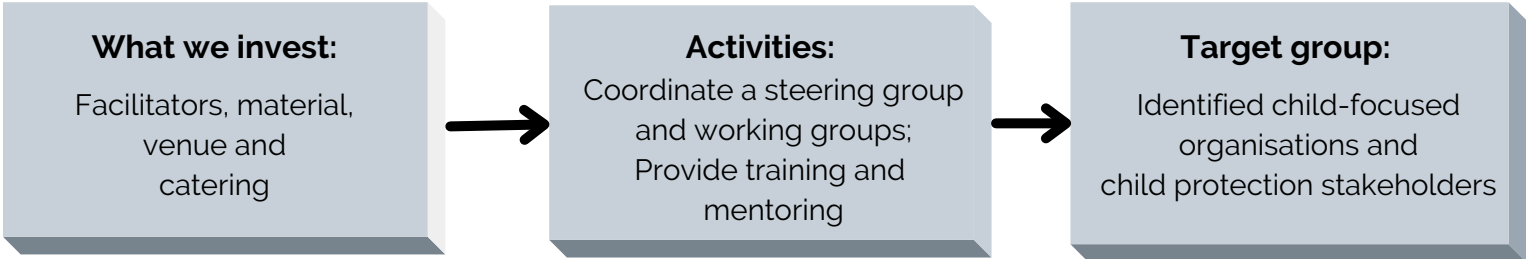 What we invest:
Facilitators, material,
venue and
catering
Activities:
Coordinate a steering group
and working groups;
Provide training and
mentoring
Target group:
Identified child-focused
organisations and
child protection stakeholders